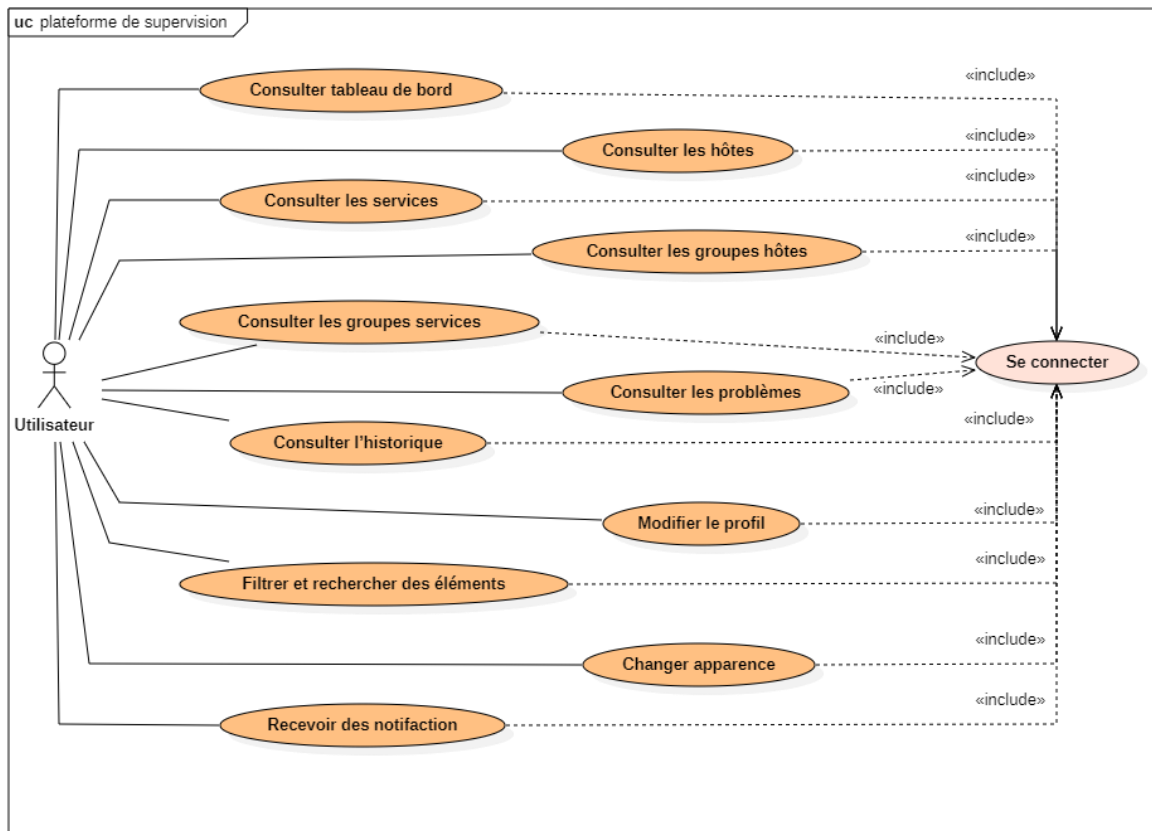 uc plateforme de supervision
Consulter tableau de bord
«include»
Consulter les hôtes
«include»
Consulter les services
«include»
Consulter les groupes hôtes
«include»
Consulter les groupes services
«include»
Se connecter
Consulter les problèmes
«include»
Utilisateur
Consulter l'historique
«include»
Modifier le profil
«include»
Filtrer et rechercher des éléments
«include»
Changer apparence
«include»
Recevoir des notifaction
«include»